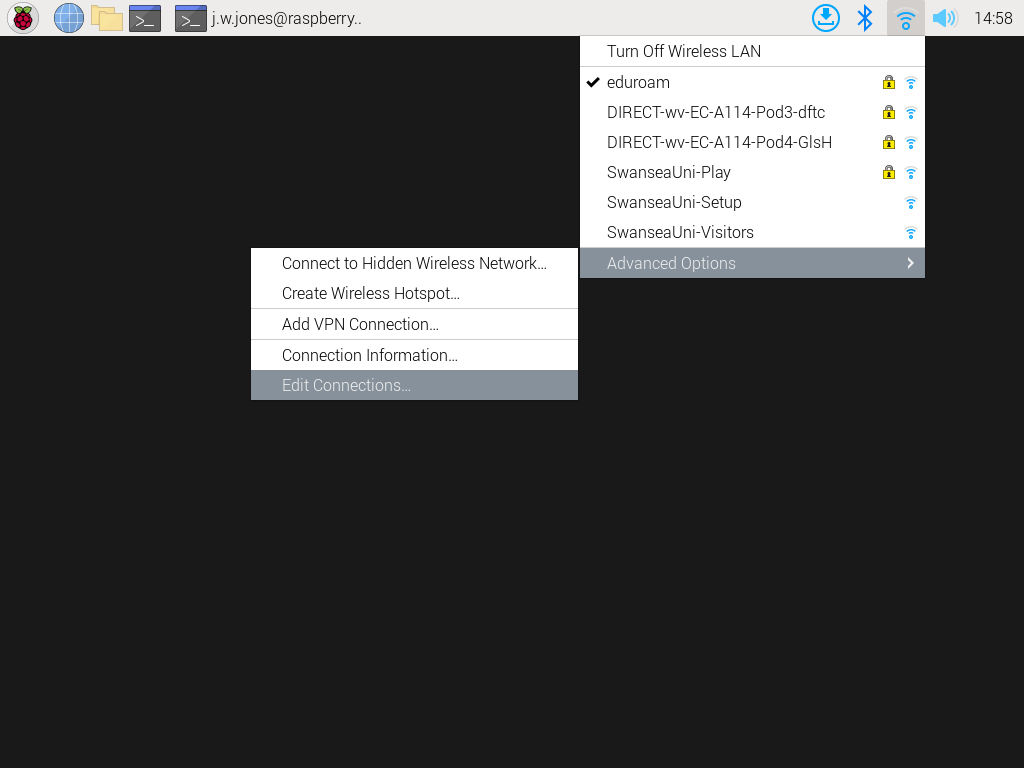 j.w.jones@raspberry..
14:58
Turn Off Wireless LAN
eduroam
DIRECT-wv-EC-A114-Pod3-dftc
DIRECT-wv-EC-A114-Pod4-GlsH
SwanseaUni-Play
SwanseaUni-Setup
SwanseaUni-Visitors
Advanced Options
Connect to Hidden Wireless Network...
Create Wireless Hotspot...
Add VPN Connection...
Connection Information...
Edit Connections...